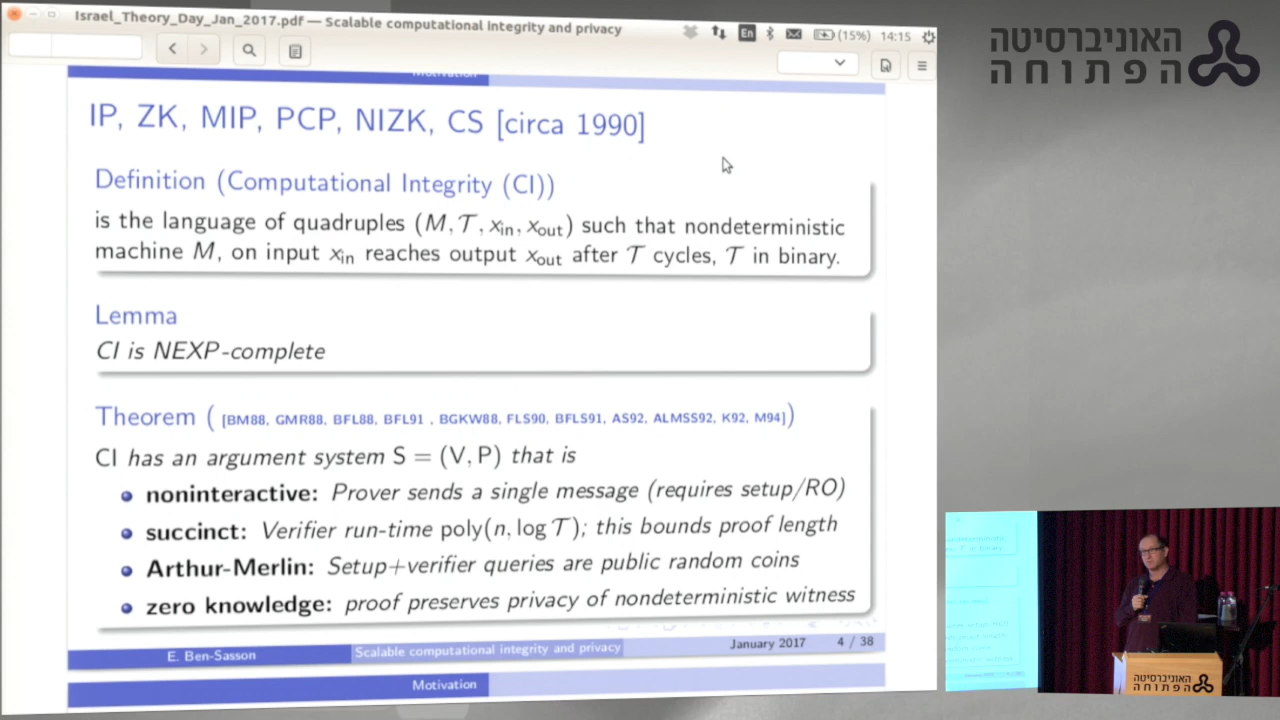 Israel_Theory_Day_Jan_2017.pdf — Scalable computational integrity and privacy
En (15%) 14:15
האוניברסיטה
הפתוחה
Motivation
IP, ZK, MIP, PCP, NIZK, CS [circa 1990]
Definition (Computational Integrity (CI))
is the language of quadruples (M, 𝒯, x_in, x_out) such that nondeterministic
machine M, on input x_in reaches output x_out after 𝒯 cycles, 𝒯 in binary.
Lemma
CI is NEXP-complete
Theorem ( [BM88, GMR88, BFL88, BFL91 , BGKW88, FLS90, BFLS91, AS92, ALMSS92, K92, M94])
CI has an argument system S = (V, P) that is
noninteractive: Prover sends a single message (requires setup/RO)
succinct: Verifier run-time poly(n, log 𝒯); this bounds proof length
Arthur-Merlin: Setup+verifier queries are public random coins
zero knowledge: proof preserves privacy of nondeterministic witness
E. Ben-Sasson Scalable computational integrity and privacy January 2017 4 / 38
Motivation
האוניברסיטה
הפתוחה